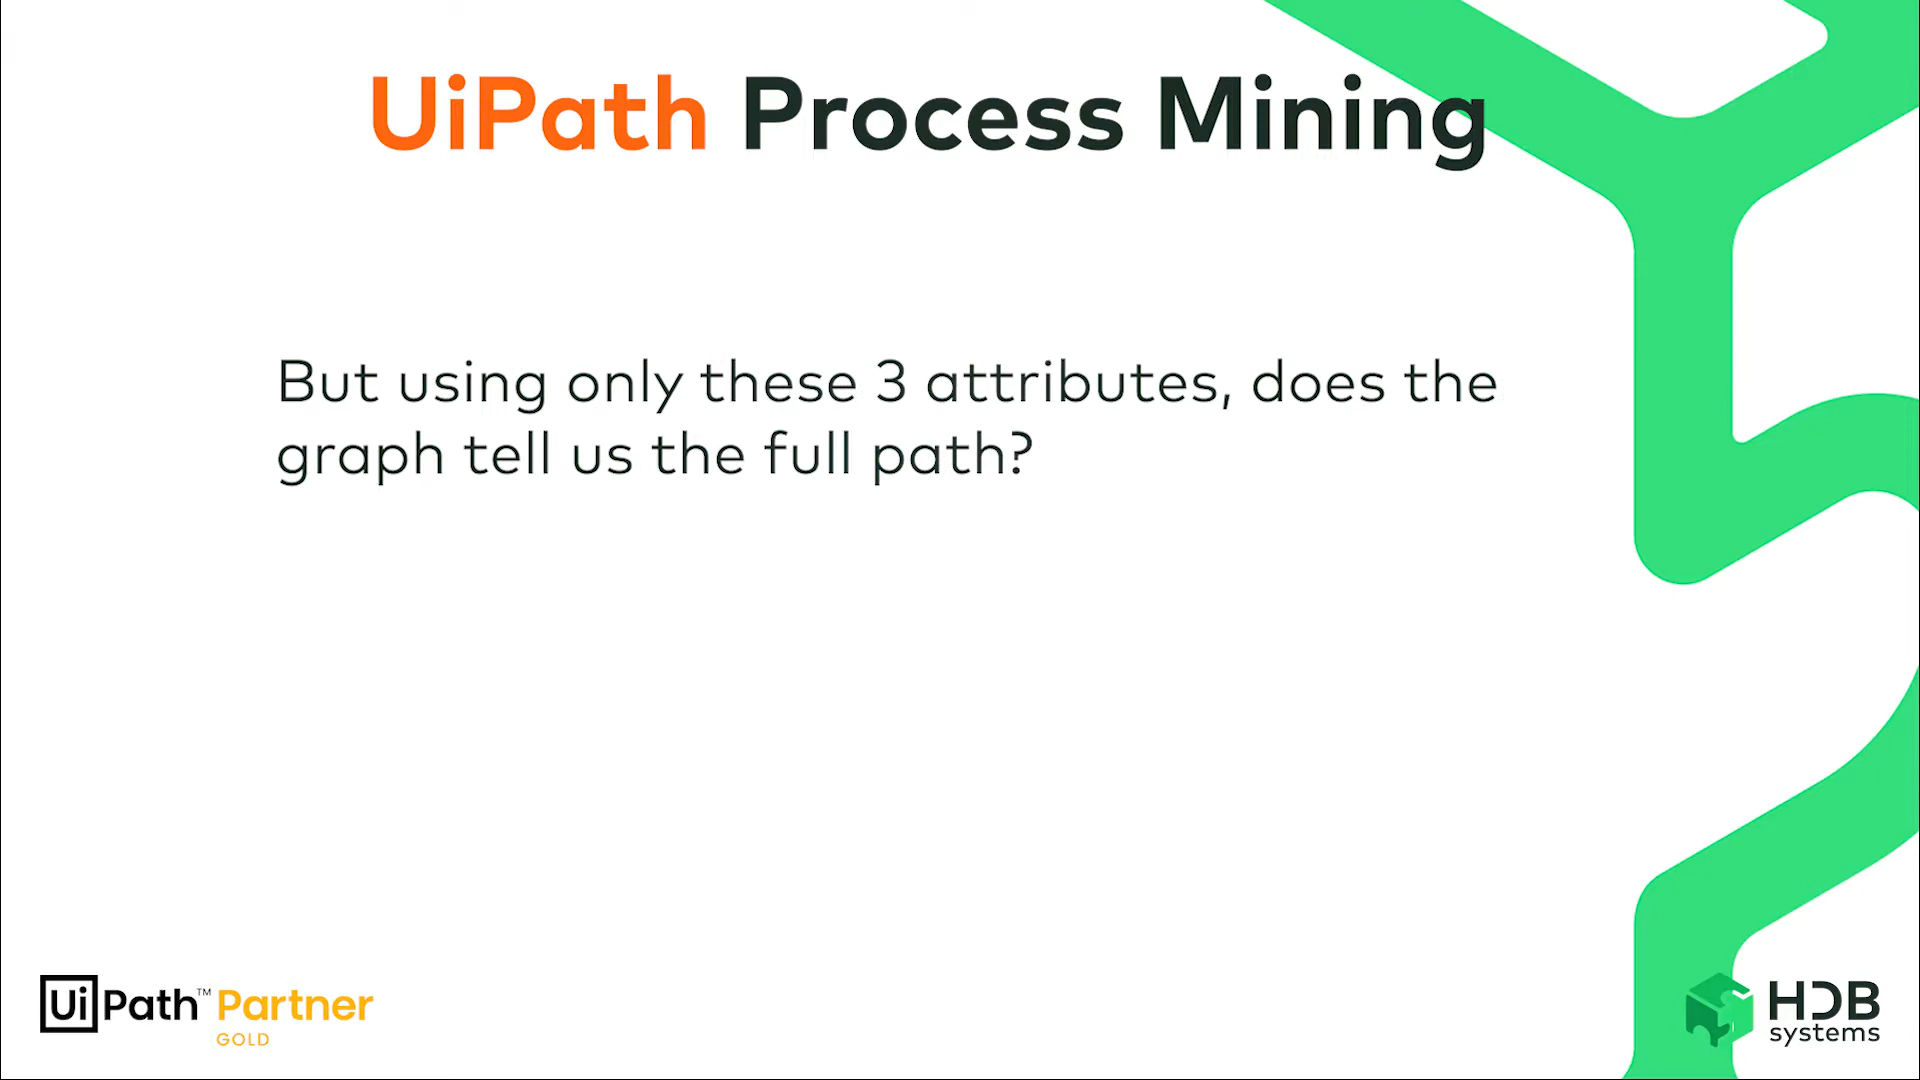 UiPath Process Mining
But using only these 3 attributes, does the
graph tell us the full path?
UiPath™ Partner
GOLD
HDB
systems